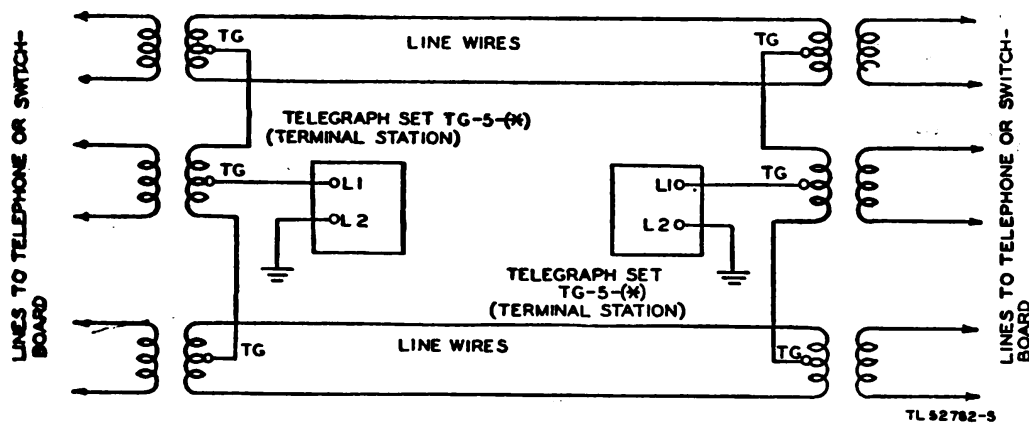 LINES TO TELEPHONE OR SWITCH-
BOARD
TG
LINE WIRES
TG
TELEGRAPH SET TG-5-(*)
(TERMINAL STATION)
TG
L1
L2
TG
L1
L2
TELEGRAPH SET
TG-5-(*)
(TERMINAL STATION)
TG
LINE WIRES
TG
LINES TO TELEPHONE OR SWITCH-
BOARD
TL 52782-S